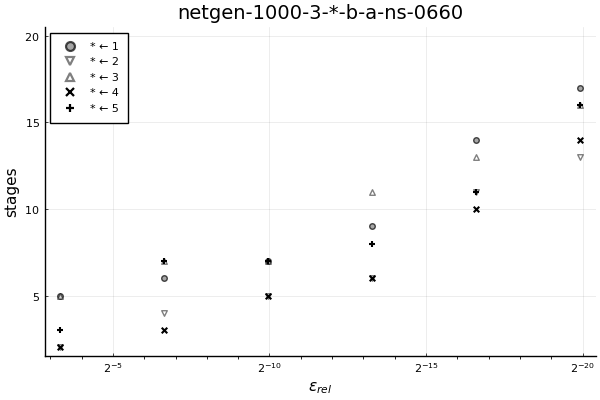 netgen-1000-3-*-b-a-ns-0660
20
15
10
5
stages
* ← 1
* ← 2
* ← 3
* ← 4
* ← 5
2⁻⁵
2⁻¹⁰
2⁻¹⁵
2⁻²⁰
ε_rel